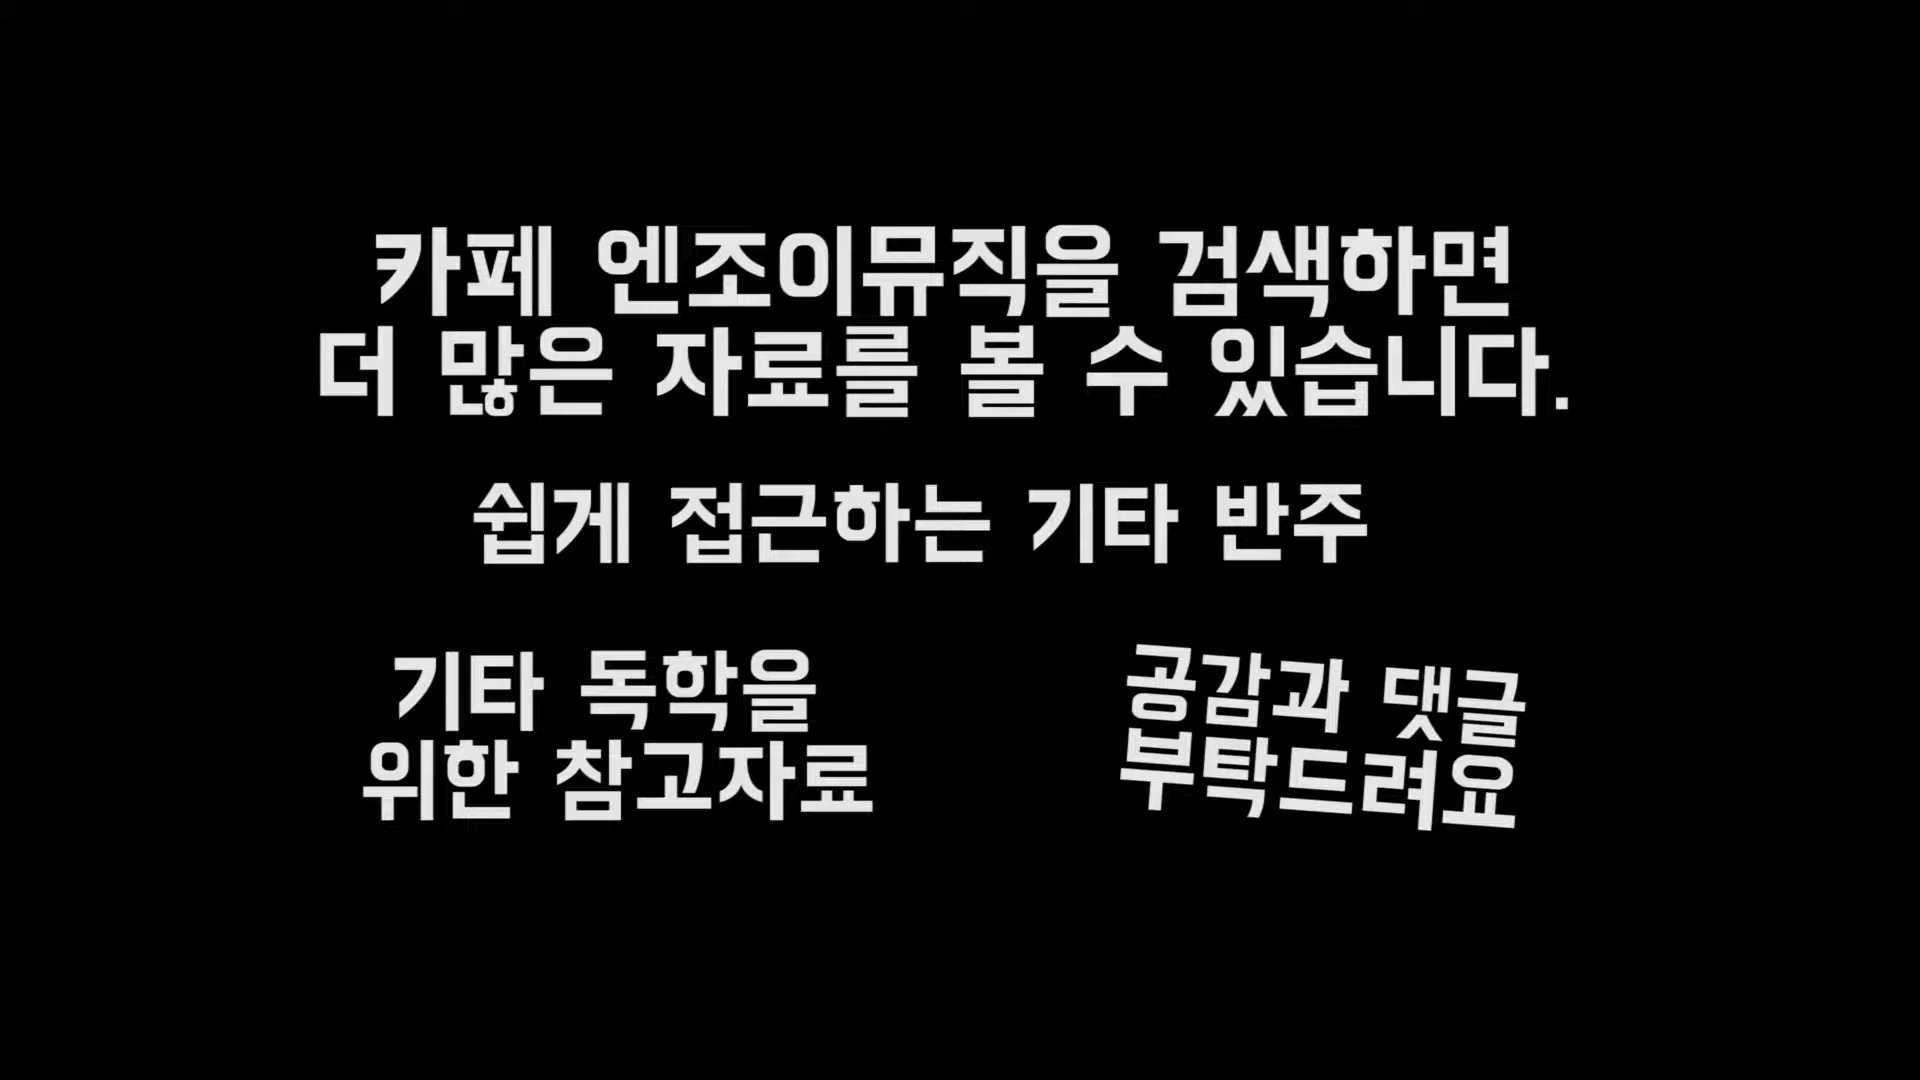 카페 엔조이뮤직을 검색하면
더 많은 자료를 볼 수 있습니다.
쉽게 접근하는 기타 반주
기타 독학을
위한 참고자료
공감과 댓글
부탁드려요